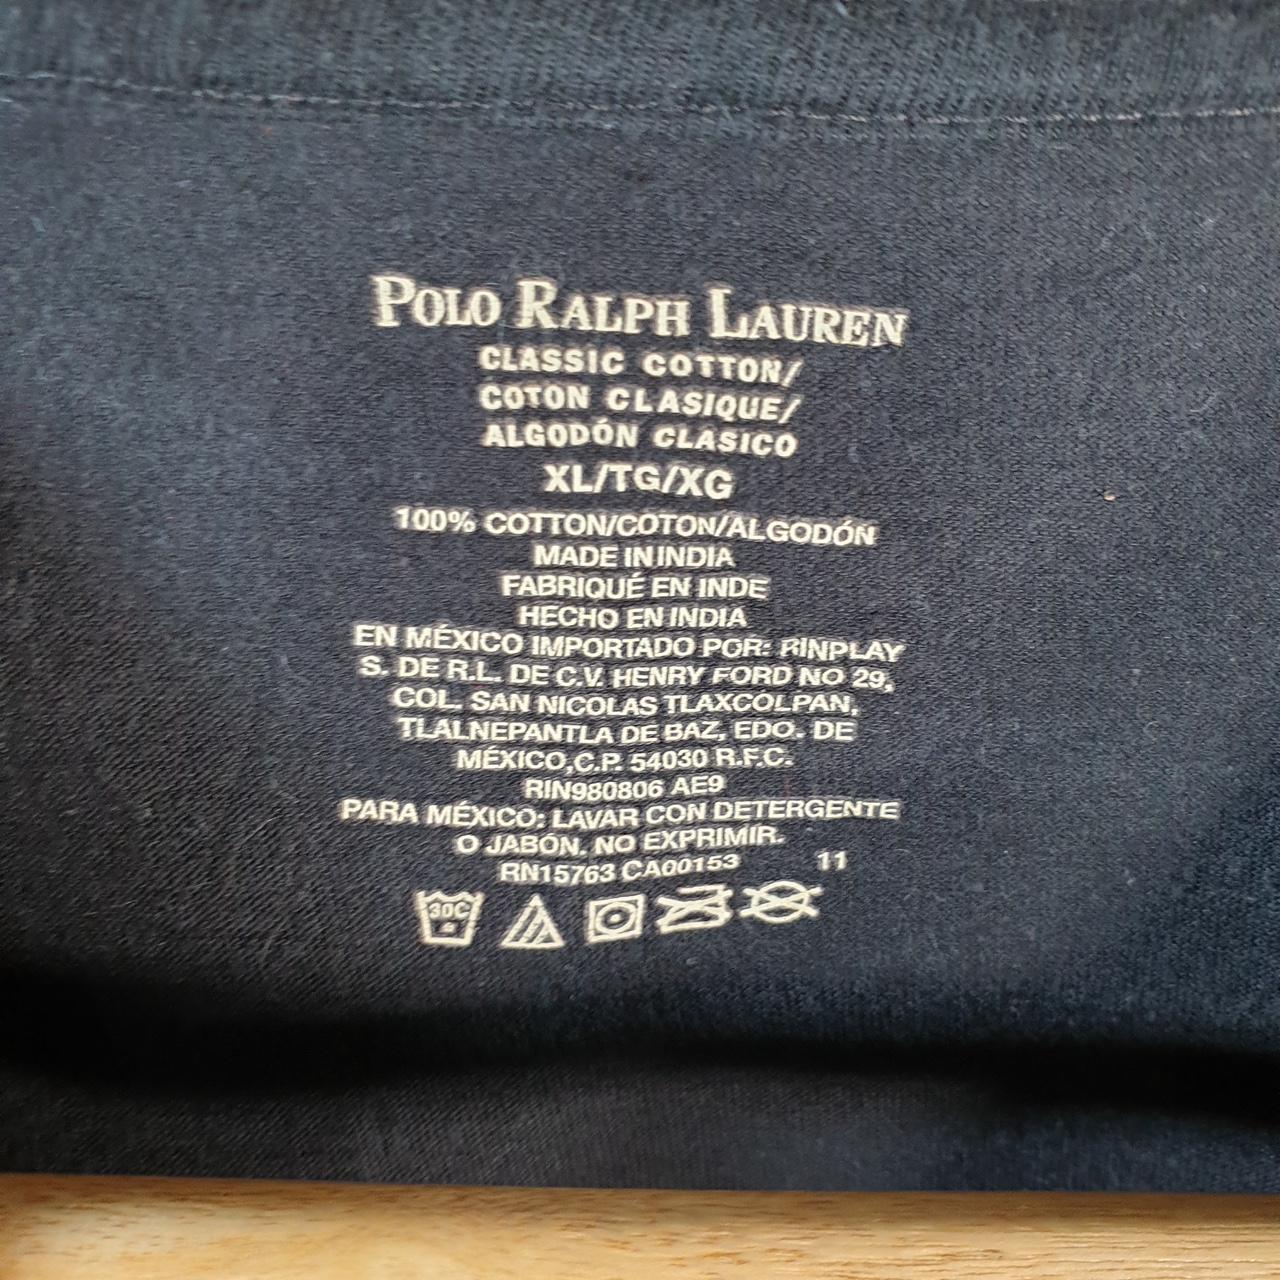 POLO RALPH LAUREN
CLASSIC COTTON/
COTON CLASIQUE/
ALGODÓN CLASICO
XL/TG/XG
100% COTTON/COTON/ALGODÓN
MADE IN INDIA
FABRIQUÉ EN INDE
HECHO EN INDIA
EN MÉXICO IMPORTADO POR: RINPLAY
S. DE R.L. DE C.V. HENRY FORD NO 29,
COL. SAN NICOLAS TLAXCOLPAN,
TLALNEPANTLA DE BAZ, EDO. DE
MÉXICO,C.P. 54030 R.F.C.
RIN980806 AE9
PARA MÉXICO: LAVAR CON DETERGENTE
O JABÓN. NO EXPRIMIR.
RN15763 CA00153 11
30C